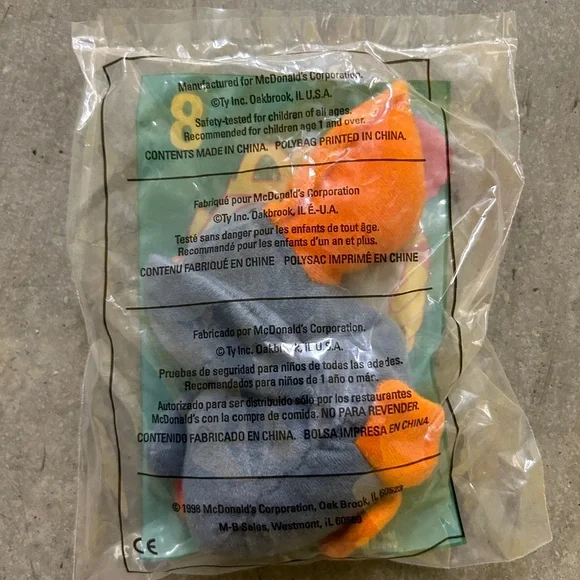 8
Manufactured for McDonald's Corporation.
©Ty Inc. Oakbrook, IL U.S.A.
Safety-tested for children of all ages.
Recommended for children age 1 and over.
CONTENTS MADE IN CHINA. POLYBAG PRINTED IN CHINA.
Fabriqué pour McDonald's Corporation
©Ty Inc. Oakbrook, IL É.-U.A.
Testé sans danger pour les enfants de tout âge.
Recommandé pour les enfants d'un an et plus.
CONTENU FABRIQUÉ EN CHINE POLYSAC IMPRIMÉ EN CHINE
Fabricado por McDonald's Corporation.
©Ty Inc. Oakbrook, IL U.S.A.
Pruebas de seguridad para niños de todas las edades.
Recomendados para niños de 1 año o már.
Autorizado para ser distribuido sólo por los restaurantes
McDonald's con la compra de comida. NO PARA REVENDER.
CONTENIDO FABRICADO EN CHINA. BOLSA IMPRESA EN CHINA.
© 1998 McDonald's Corporation, Oak Brook, IL 60523
M-B Sales, Westmont, IL
CE